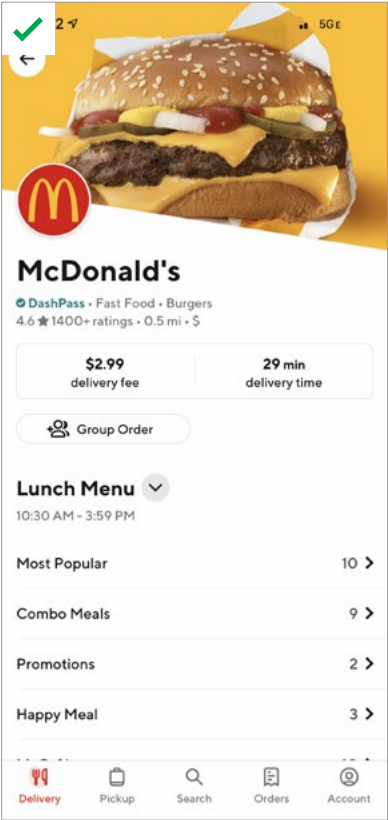 2
5GE
McDonald's
DashPass • Fast Food • Burgers
4.6 ★ 1400+ ratings • 0.5 mi • $
$2.99
delivery fee
29 min
delivery time
Group Order
Lunch Menu
10:30 AM - 3:59 PM
Most Popular 10
Combo Meals 9
Promotions 2
Happy Meal 3
Delivery Pickup Search Orders Account